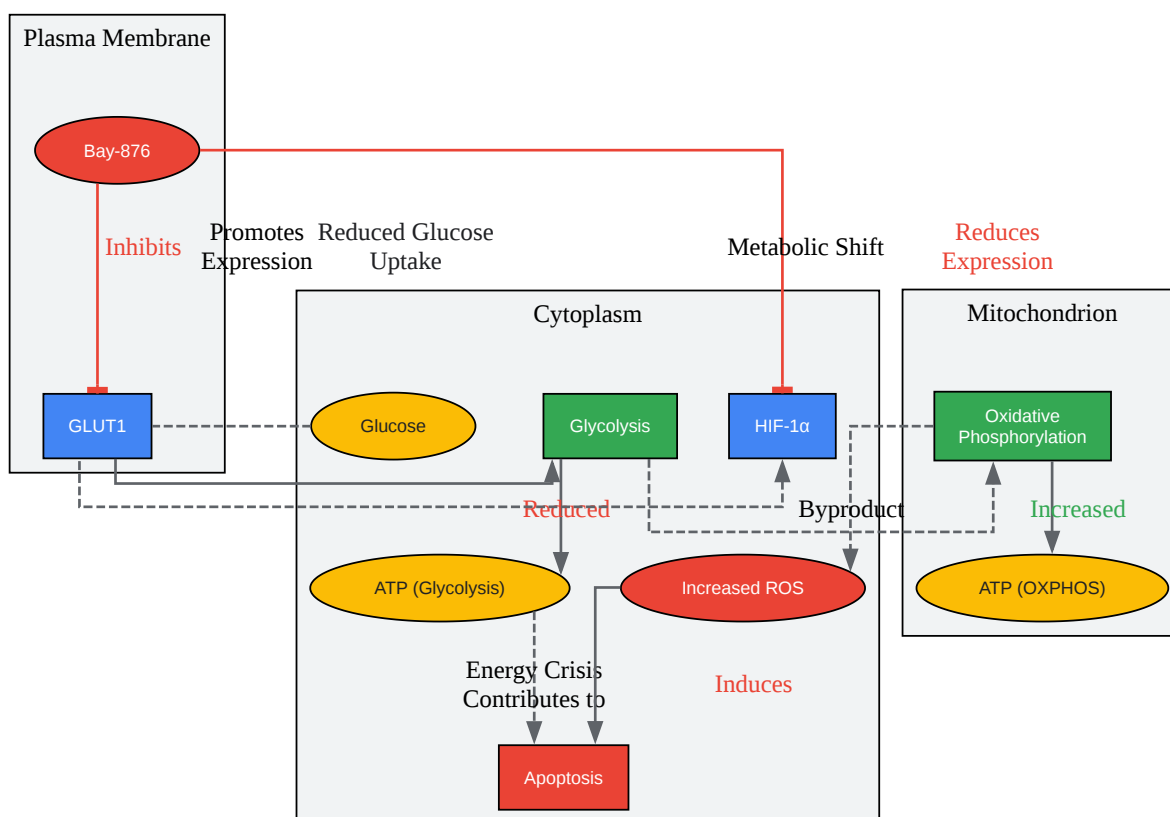 Plasma Membrane
Bay-876
Inhibits
Promotes
Expression
Reduced Glucose
Uptake
Metabolic Shift
Reduces
Expression
Cytoplasm
Mitochondrion
GLUT1
Glucose
Glycolysis
HIF-1α
Oxidative
Phosphorylation
Reduced
Byproduct
Increased
ATP (Glycolysis)
Increased ROS
ATP (OXPHOS)
Energy Crisis
Contributes to
Induces
Apoptosis